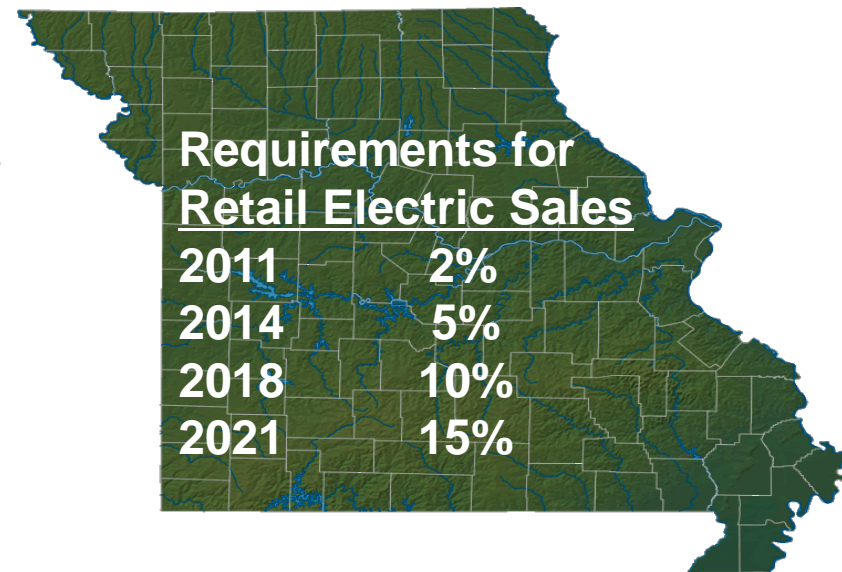 Requirements for
Retail Electric Sales
2011 2%
2014 5%
2018 10%
2021 15%